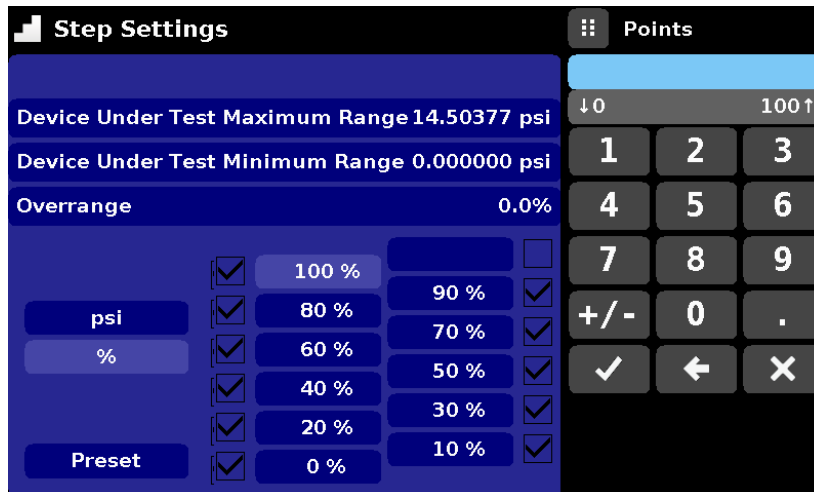 Step Settings
Points
Device Under Test Maximum Range 14.50377 psi
↓0 100↑
Device Under Test Minimum Range 0.000000 psi
Overrange 0.0%
1 2 3
4 5 6
7 8 9
+/- 0 .
100 %
90 %
psi
80 %
70 %
%
60 %
50 %
40 %
30 %
20 %
10 %
Preset
0 %